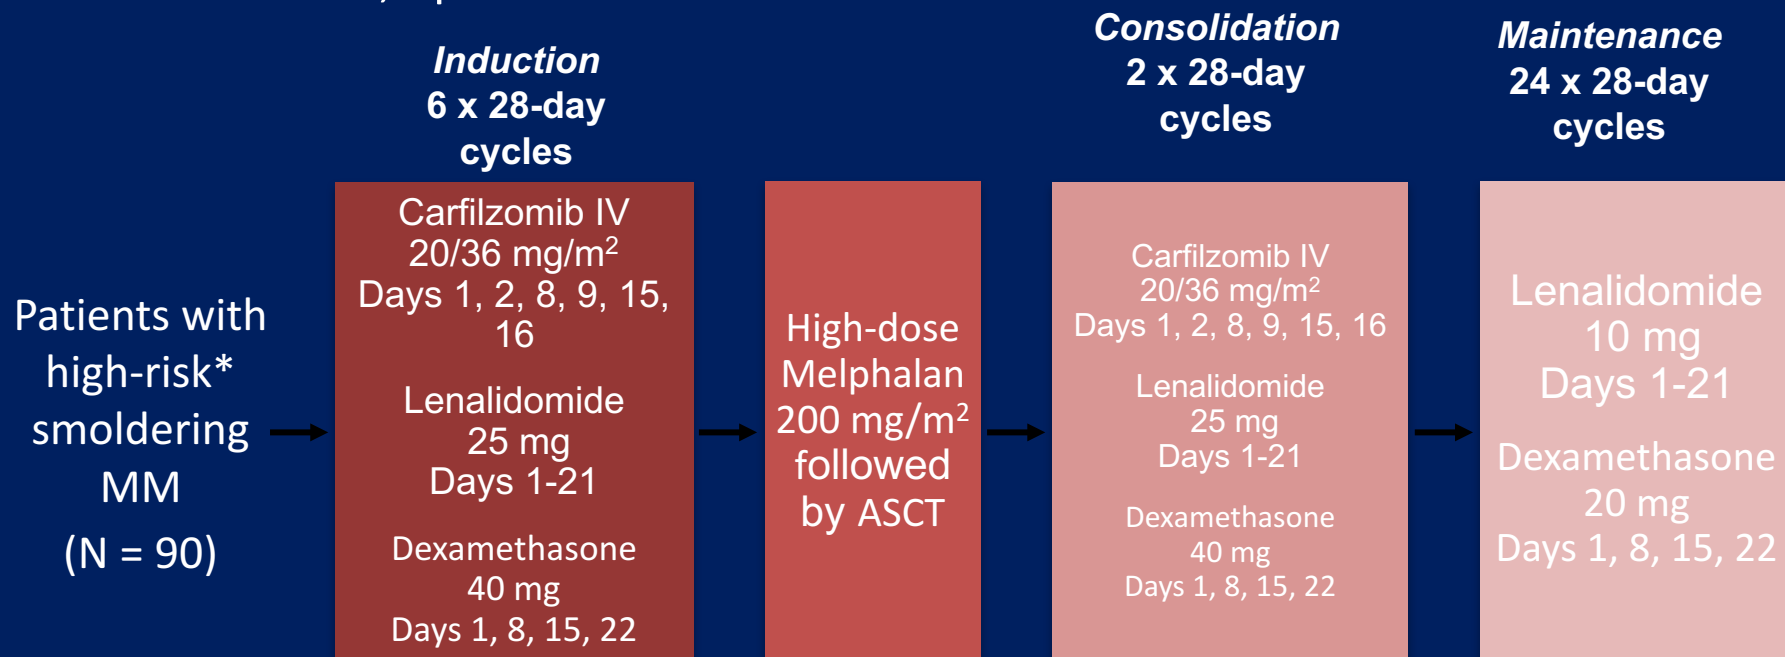 Induction
6 x 28-day
cycles
Consolidation
2 x 28-day
cycles
Maintenance
24 x 28-day
cycles
Patients with
high-risk*
smoldering
MM
(N = 90)
Carfilzomib IV
20/36 mg/m²
Days 1, 2, 8, 9, 15,
16
Lenalidomide
25 mg
Days 1-21
Dexamethasone
40 mg
Days 1, 8, 15, 22
High-dose
Melphalan
200 mg/m²
followed
by ASCT
Carfilzomib IV
20/36 mg/m²
Days 1, 2, 8, 9, 15, 16
Lenalidomide
25 mg
Days 1-21
Dexamethasone
40 mg
Days 1, 8, 15, 22
Lenalidomide
10 mg
Days 1-21
Dexamethasone
20 mg
Days 1, 8, 15, 22